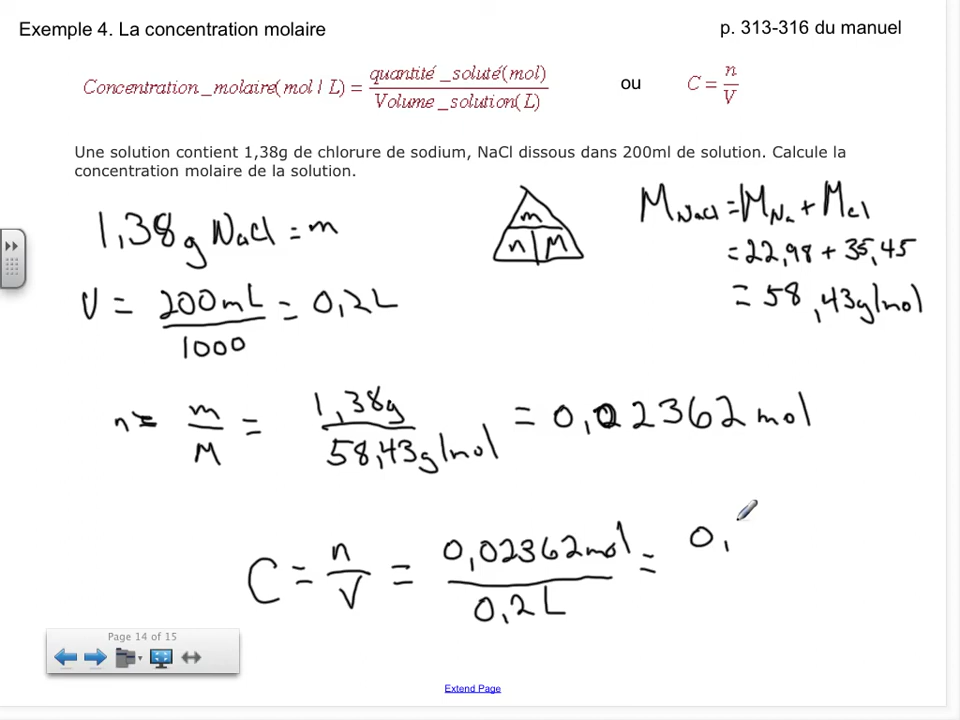 Exemple 4. La concentration molaire
p. 313-316 du manuel
Concentration_molaire(mol / L) = quantité_soluté(mol) / Volume_solution(L)
ou
C = n / V
Une solution contient 1,38g de chlorure de sodium, NaCl dissous dans 200ml de solution. Calcule la
concentration molaire de la solution.
1,38g NaCl = m
m
n | M
M NaCl = M Na + M Cl
= 22,98 + 35,45
= 58,43g/mol
V = 200mL / 1000 = 0,2L
n = m / M = 1,38g / 58,43g/mol = 0,02362 mol
C = n / V = 0,02362mol / 0,2L = 0,
Page 14 of 15
Extend Page